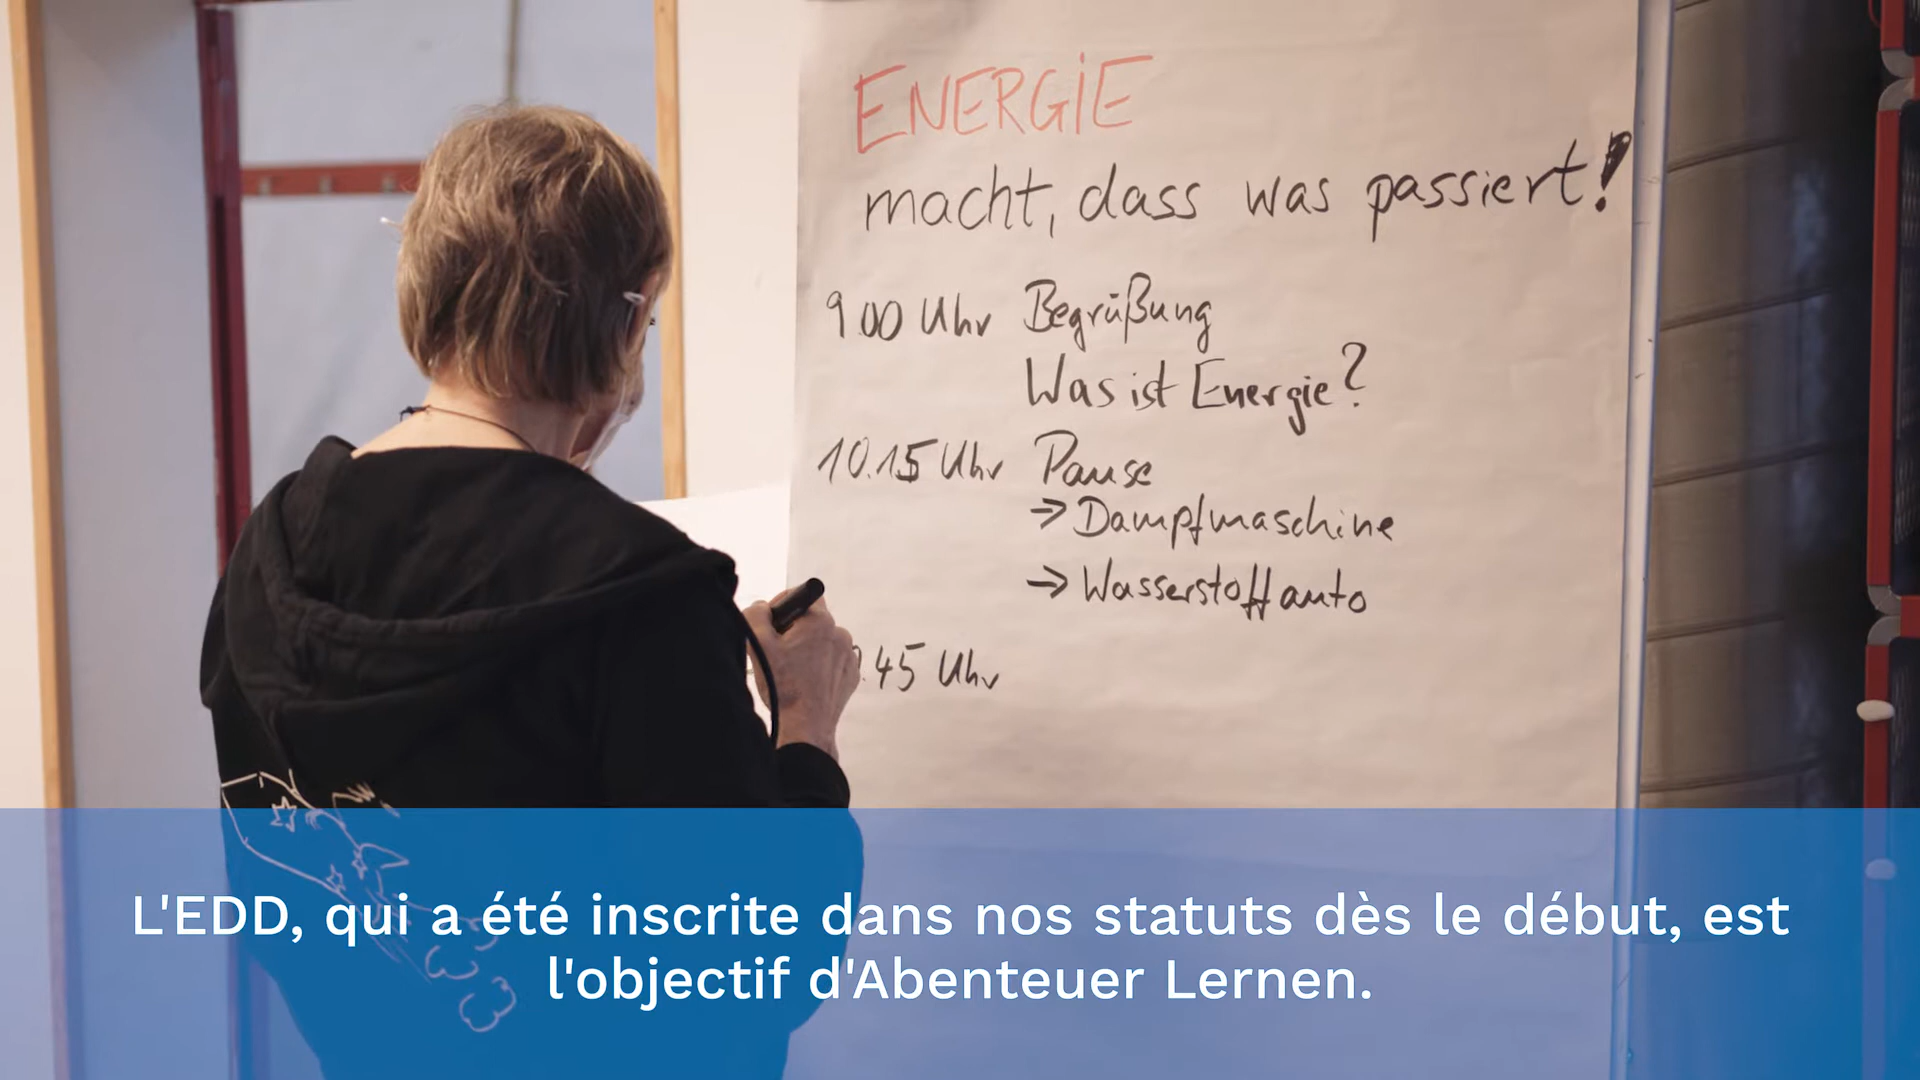 ENERGiE
macht, dass was passiert!
9 00 Uhr Begrüßung
Was ist Energie?
10.15 Uhr Pause
→ Dampfmaschine
→ Wasserstoffauto
.45 Uhr
L'EDD, qui a été inscrite dans nos statuts dès le début, est
l'objectif d'Abenteuer Lernen.